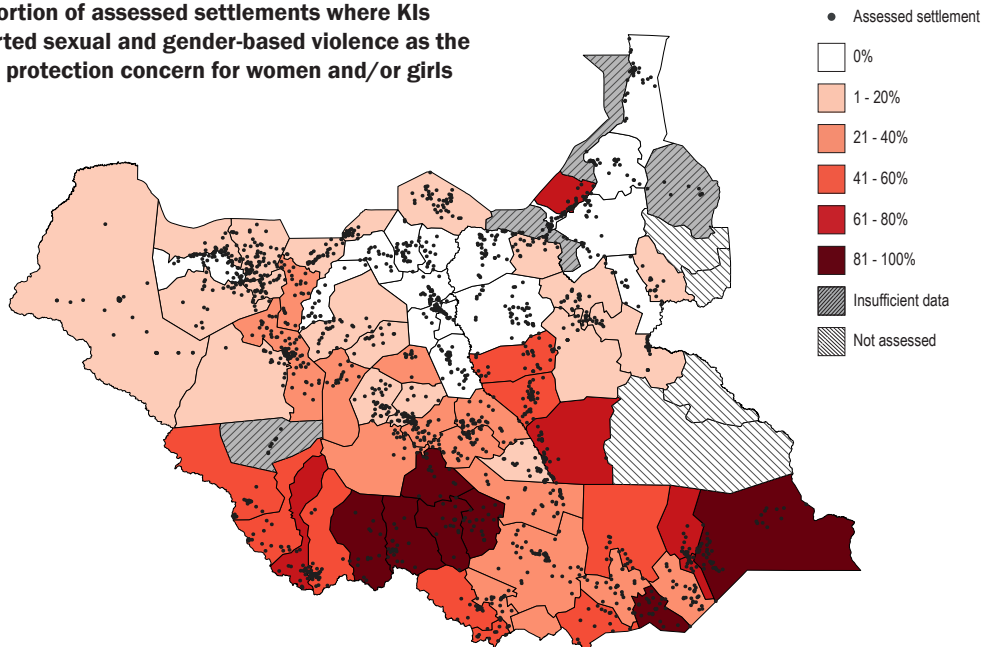 ortion of assessed settlements where KIs
rted sexual and gender-based violence as the
protection concern for women and/or girls
Assessed settlement
0%
1 - 20%
21 - 40%
41 - 60%
61 - 80%
81 - 100%
Insufficient data
Not assessed